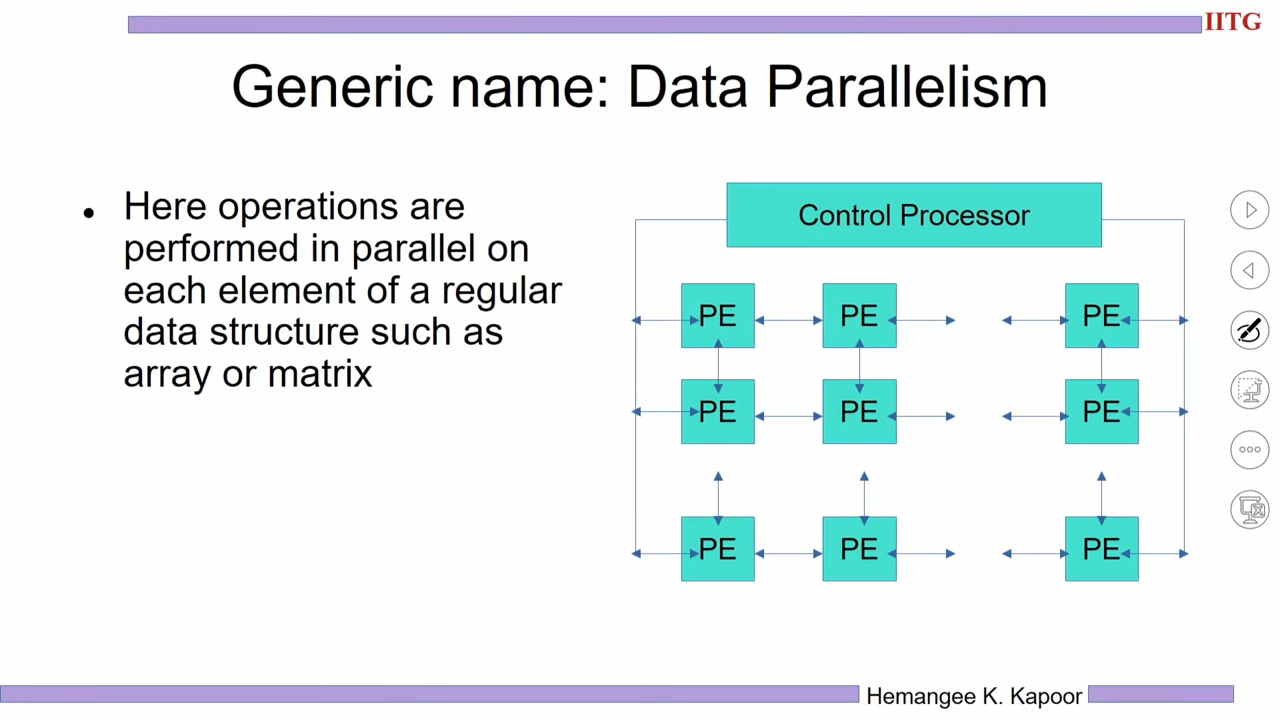 IITG
Generic name: Data Parallelism
• Here operations are
performed in parallel on
each element of a regular
data structure such as
array or matrix
Control Processor
PE PE PE
PE PE PE
PE PE PE
Hemangee K. Kapoor